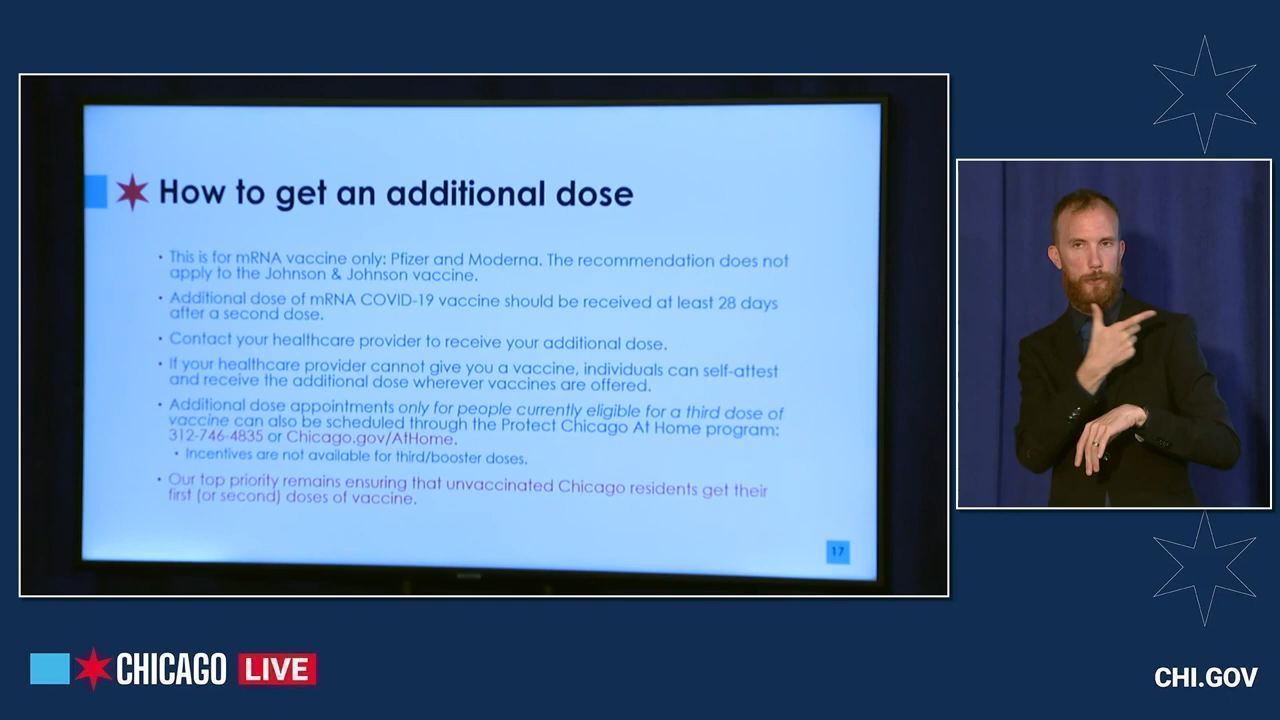 How to get an additional dose
• This is for mRNA vaccine only: Pfizer and Moderna. The recommendation does not
apply to the Johnson & Johnson vaccine.
• Additional dose of mRNA COVID-19 vaccine should be received at least 28 days
after a second dose.
• Contact your healthcare provider to receive your additional dose.
• If your healthcare provider cannot give you a vaccine, individuals can self-attest
and receive the additional dose wherever vaccines are offered.
• Additional dose appointments only for people currently eligible for a third dose of
vaccine can also be scheduled through the Protect Chicago At Home program:
312-746-4835 or Chicago.gov/AtHome.
• Incentives are not available for third/booster doses.
• Our top priority remains ensuring that unvaccinated Chicago residents get their
first (or second) doses of vaccine.
17
CHICAGO LIVE
CHI.GOV